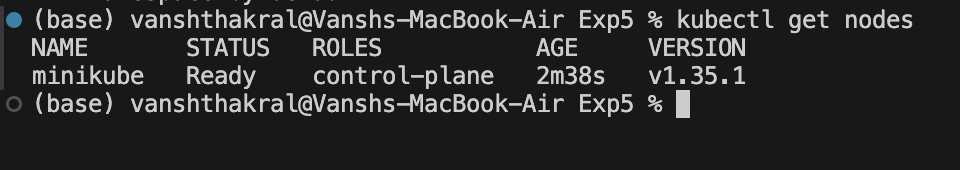 (base) vanshthakral@Vanshs-MacBook-Air Exp5 % kubectl get nodes
NAME STATUS ROLES AGE VERSION
minikube Ready control-plane 2m38s v1.35.1
(base) vanshthakral@Vanshs-MacBook-Air Exp5 %